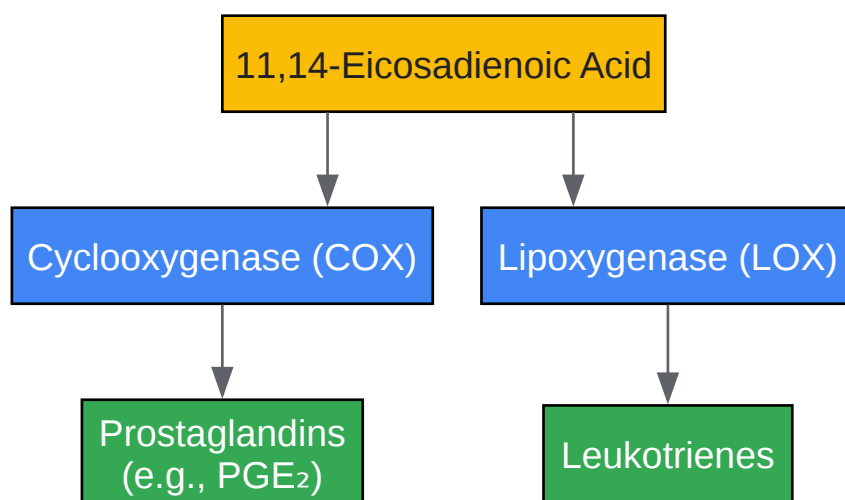 11,14-Eicosadienoic Acid
Cyclooxygenase (COX)
Lipoxygenase (LOX)
Prostaglandins
(e.g., PGE₂)
Leukotrienes